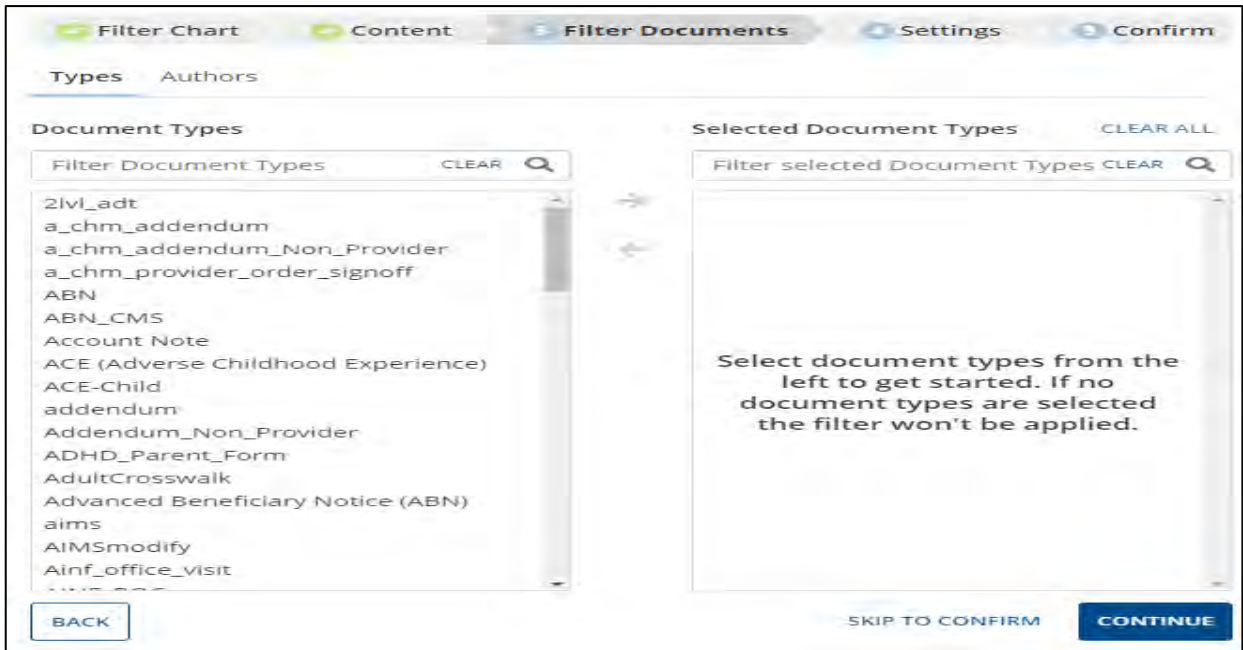 Filter Chart Content Filter Documents Settings Confirm
Types Authors
Document Types
Filter Document Types CLEAR
2lvl_adt
a_chm_addendum
a_chm_addendum_Non_Provider
a_chm_provider_order_signoff
ABN
ABN_CMS
Account Note
ACE (Adverse Childhood Experience)
ACE-Child
addendum
Addendum_Non_Provider
ADHD_Parent_Form
AdultCrosswalk
Advanced Beneficiary Notice (ABN)
aims
AIMSmodify
Ainf_office_visit
Selected Document Types CLEAR ALL
Filter selected Document Types CLEAR
Select document types from the
left to get started. If no
document types are selected
the filter won't be applied.
BACK SKIP TO CONFIRM CONTINUE